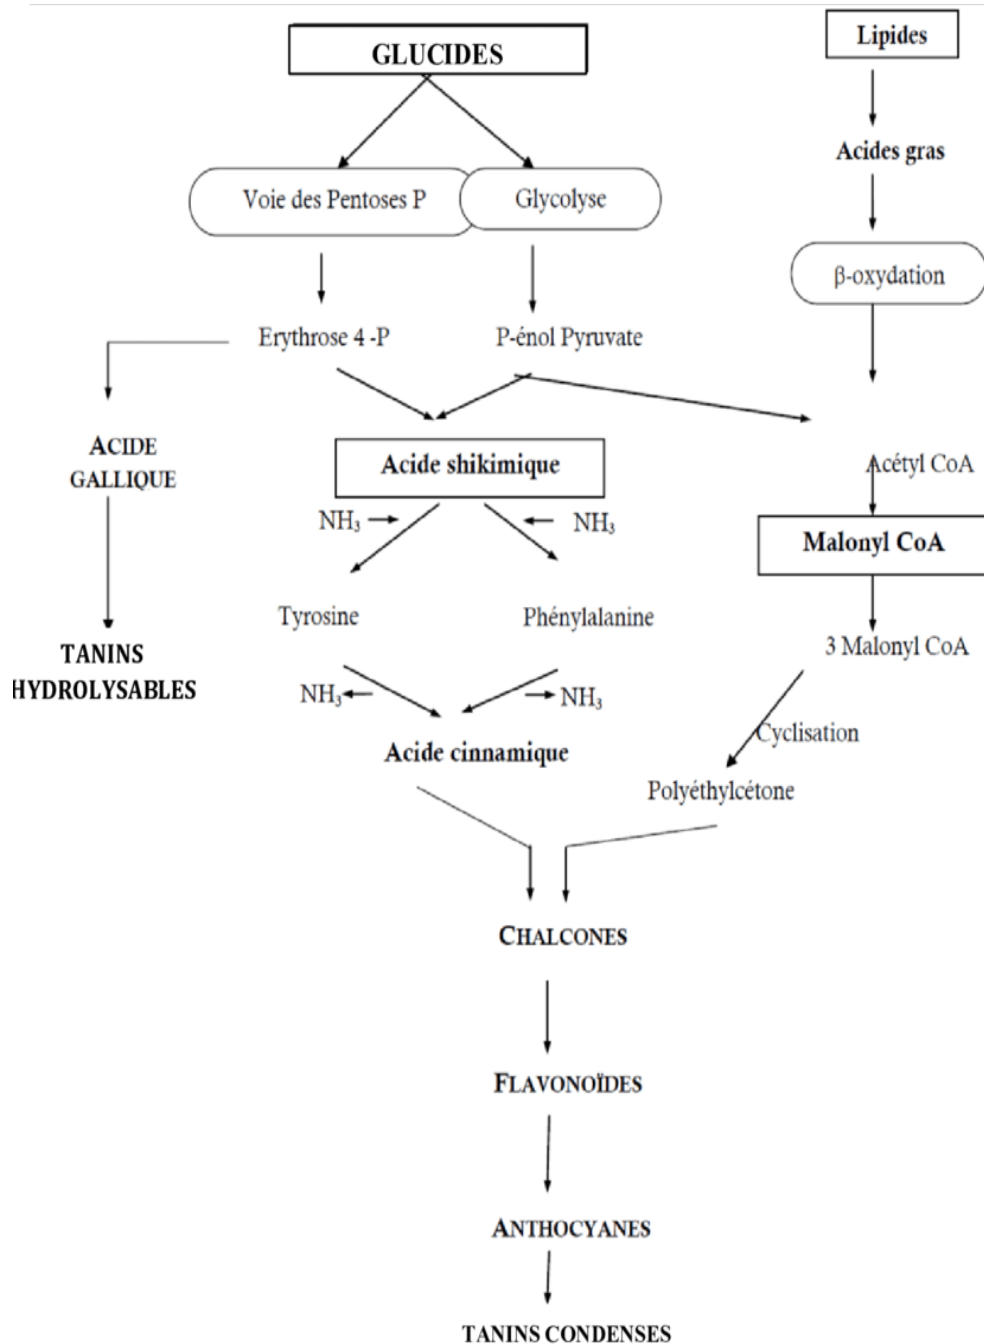 GLUCIDES
Lipides
Acides gras
Voie des Pentoses P
Glycolyse
β-oxydation
Erythrose 4 -P
P-énol Pyruvate
ACIDE
GALLIQUE
Acide shikimique
Acétyl CoA
NH₃
NH₃
Malonyl CoA
Tyrosine
Phénylalanine
3 Malonyl CoA
TANINS
HYDROLYSABLES
NH₃
NH₃
Cyclisation
Acide cinnamique
Polyéthylcétone
CHALCONES
FLAVONOÏDES
ANTHOCYANES
TANINS CONDENSES